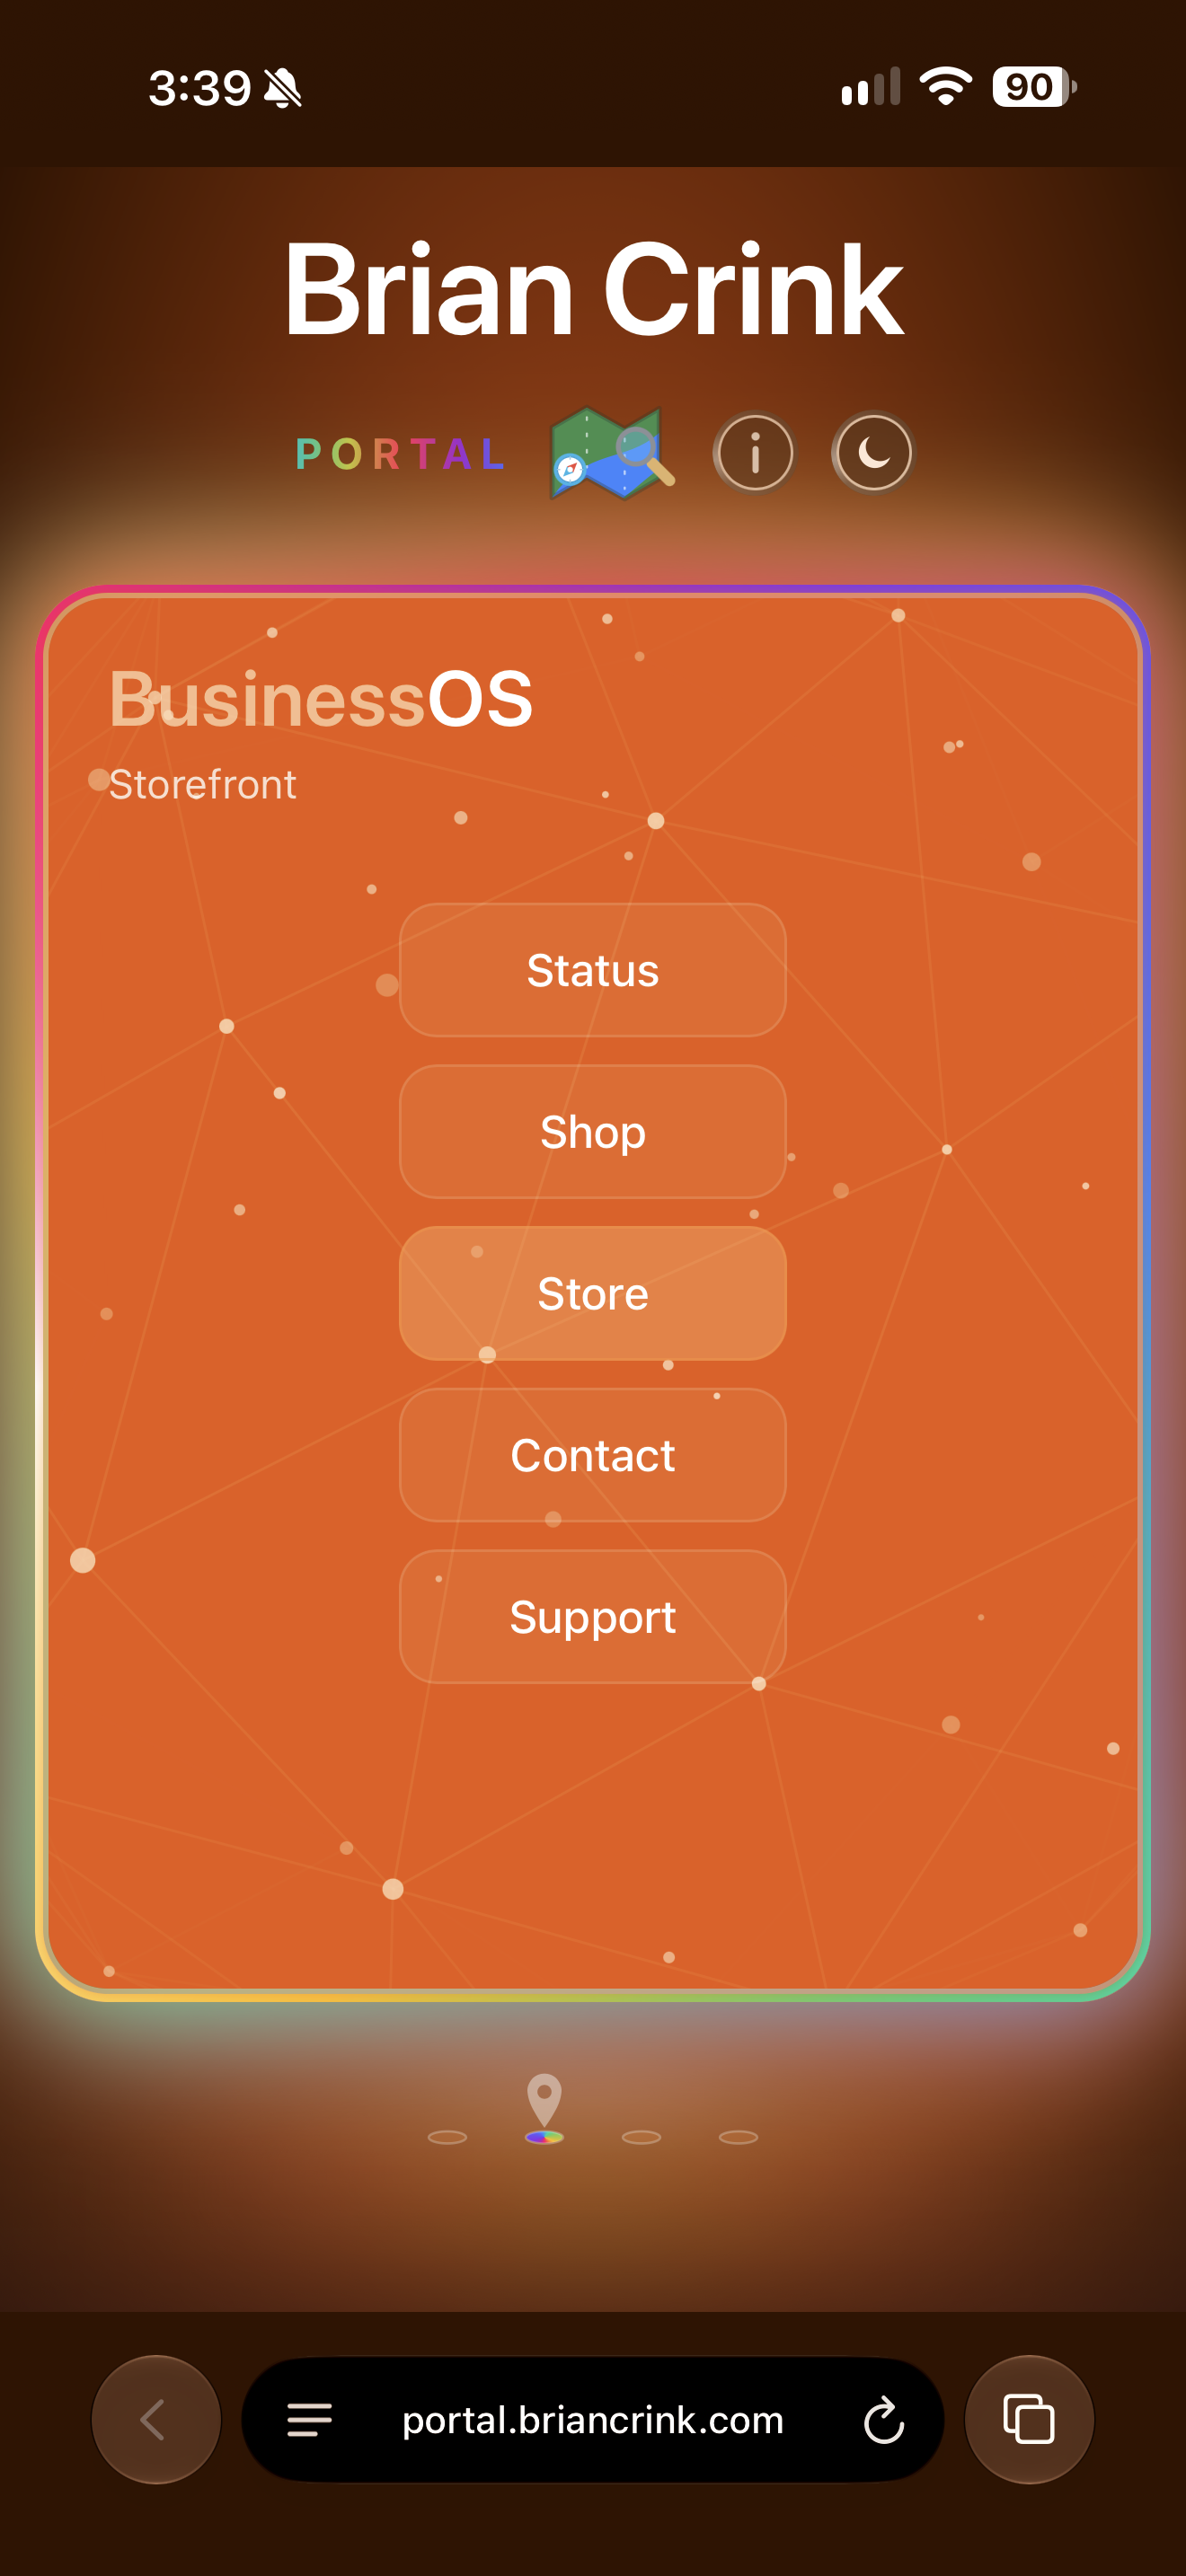 3:39
90
Brian Crink
PORTAL
BusinessOS
Storefront
Status
Shop
Store
Contact
Support
portal.briancrink.com